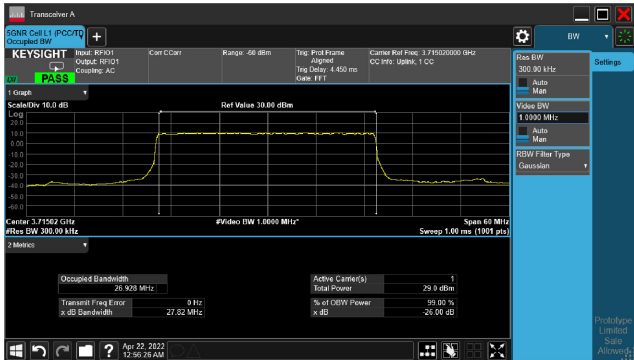 Transceiver A
5GNR Cell L1 (PCC/TD
Occupied BW
+
BW
KEYSIGHT
Input: RFIO1
Output: RFIO1
Coupling: AC
Corr CCorr
Range: -60 dBm
Trig: Prot Frame
Aligned
Trig Delay: 4.450 ms
Gate: FFT
Carrier Ref Freq: 3.715020000 GHz
CC Info: Uplink, 1 CC
PASS
Res BW
300.00 kHz
Auto
Man
Settings
Video BW
1.0000 MHz
Auto
Man
RBW Filter Type
Gaussian
1 Graph
Scale/Div 10.0 dB
Ref Value 30.00 dBm
Log
20.0
10.0
0.00
-10.0
-20.0
-30.0
-40.0
-50.0
-60.0
Center 3.71502 GHz
#Video BW 1.0000 MHz*
Span 60 MHz
#Res BW 300.00 kHz
Sweep 1.00 ms (1001 pts)
2 Metrics
Occupied Bandwidth
26.928 MHz
Active Carrier(s) 1
Total Power 29.0 dBm
Transmit Freq Error 0 Hz
x dB Bandwidth 27.82 MHz
% of OBW Power 99.00 %
x dB -26.00 dB
Prototype
Limited
Sale
Allowed
?
Apr 22, 2022
12:56:26 AM